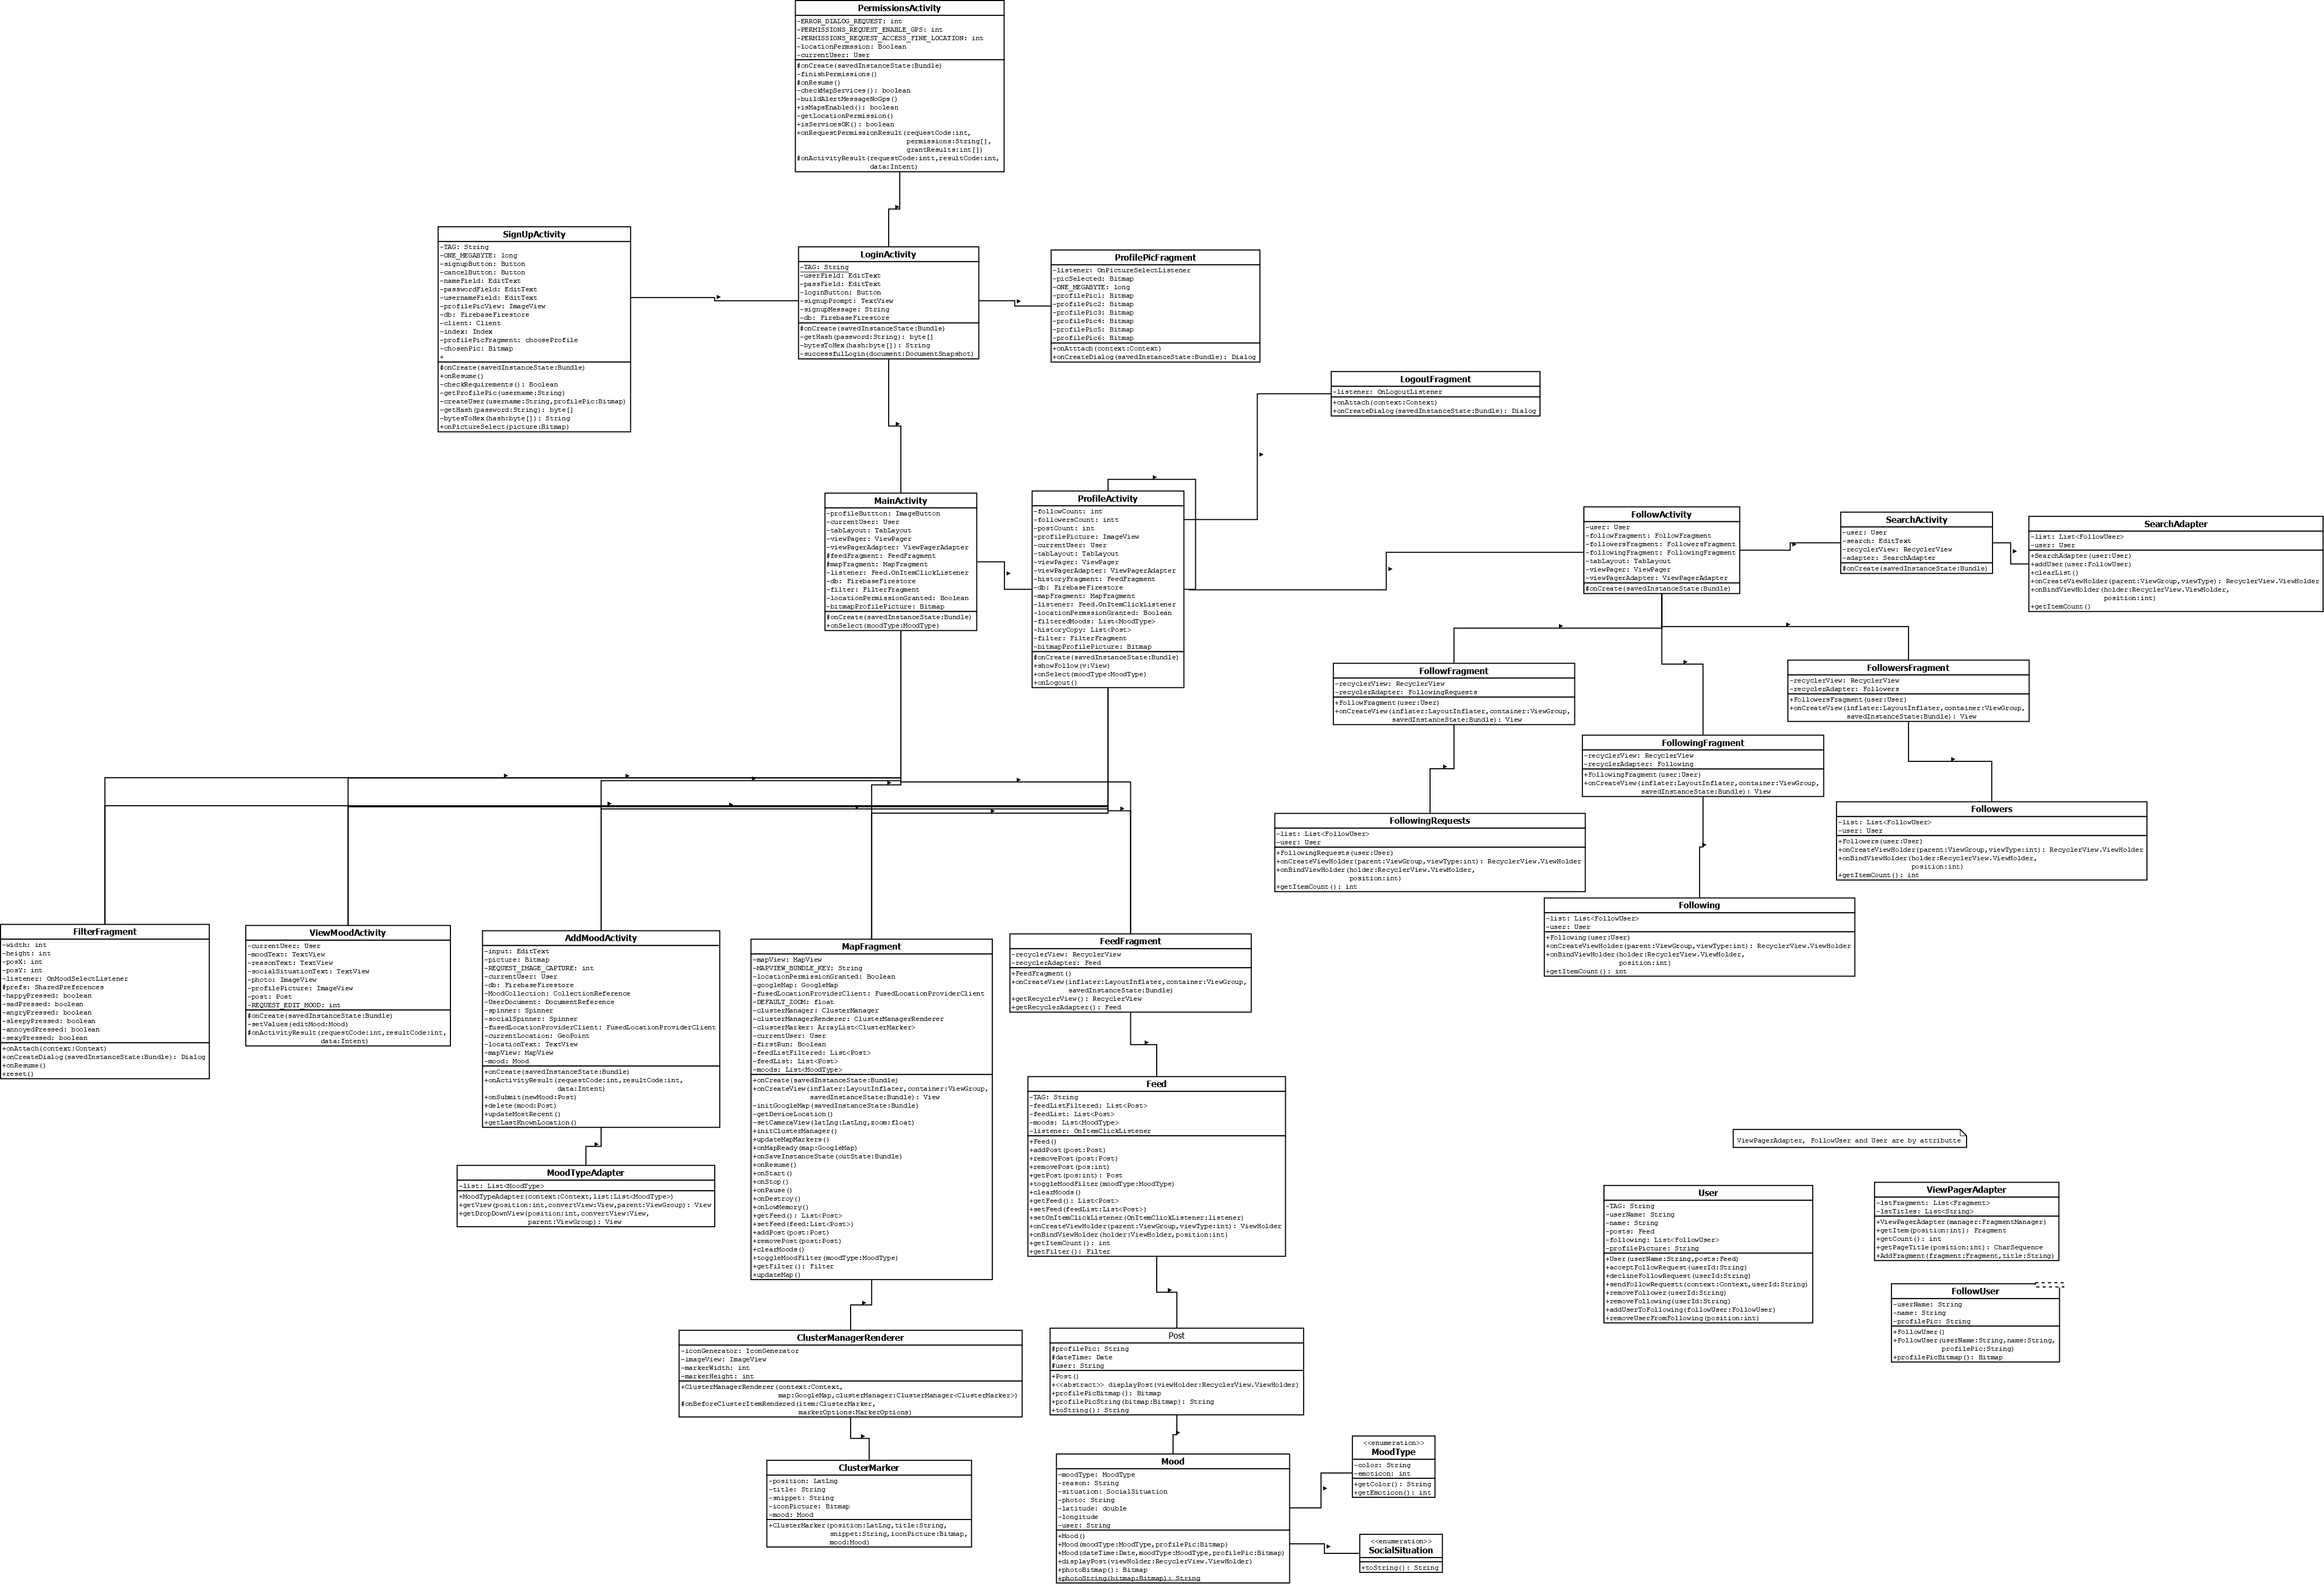 PermissionsActivity
-ERROR_DIALOG_REQUEST: int
-PERMISSIONS_REQUEST_ENABLE_GPS: int
-PERMISSIONS_REQUEST_ACCESS_FINE_LOCATION: int
-locationPermssion: Boolean
-currentUser: User
#onCreate(savedInstanceState:Bundle)
-finishPermissions()
#onResume()
-checkMapServices(): boolean
-buildAlertMessageNoGps()
+isMapsEnabled(): boolean
-getLocationPermission()
+isServicesOK(): boolean
+onRequestPermissionResult(requestCode:int,
permissions:String[],
grantResults:int[])
#onActivityResult(requestCode:intt,resultCode:int,
data:Intent)
SignUpActivity
-TAG: String
-ONE_MEGABYTE: long
-signupButton: Button
-cancelButton: Button
-nameField: EditText
-passwordField: EditText
-usernameField: EditText
-profilePicView: ImageView
-db: FirebaseFirestore
-client: Client
-index: Index
-profilePicFragment: chooseProfile
-chosenPic: Bitmap
+
#onCreate(savedInstanceState:Bundle)
+onResume()
-checkRequirements(): Boolean
-getProfilePic(username:String)
-createUser(username:String,profilePic:Bitmap)
-getHash(password:String): byte[]
-bytesToHex(hash:byte[]): String
+onPictureSelect(picture:Bitmap)
LoginActivity
-TAG: String
-userField: EditText
-passField: EditText
-loginButton: Button
-signupPrompt: TextView
-signupMessage: String
-db: FirebaseFirestore
#onCreate(savedInstanceState:Bundle)
-getHash(password:String): byte[]
-bytesToHex(hash:byte[]): String
-successfulLogin(document:DocumentSnapshot)
ProfilePicFragment
-listener: OnPictureSelectListener
-picSelected: Bitmap
-ONE_MEGABYTE: long
-profilePic1: Bitmap
-profilePic2: Bitmap
-profilePic3: Bitmap
-profilePic4: Bitmap
-profilePic5: Bitmap
-profilePic6: Bitmap
+onAtttach(context:Context)
+onCreateDialog(savedInstanceState:Bundle): Dialog
LogoutFragment
-listener: OnLogoutListener
+onAttach(context:Context)
+onCreateDialog(savedInstanceState:Bundle): Dialog
MainActivity
-profileButtton: ImageButton
-currentUser: User
-tabLayout: TabLayout
-viewPager: ViewPager
-viewPagerAdapter: ViewPagerAdapter
#feedFragment: FeedFragment
#mapFragment: MapFragment
-listener: Feed.OnItemClickListener
-db: FirebaseFirestore
-filter: FilterFragment
-locationPermissionGranted: Boolean
-bitmapProfilePicture: Bitmap
#onCreate(savedInstanceState:Bundle)
+onSelect(moodType:MoodType)
ProfileActivity
-followCount: int
-followersCount: intt
-postCount: int
-profilePicture: ImageView
-currentUser: User
-tabLayout: TabLayout
-viewPager: ViewPager
-viewPagerAdapter: ViewPagerAdapter
-historyFragment: FeedFragment
-db: FirebaseFirestore
-mapFragment: MapFragment
-listener: Feed.OnItemClickListener
-locationPermssionGranted: Boolean
-filteredMoods: List<MoodType>
-historyCopy: List<Post>
-filter: FilterFragment
-bitmapProfilePicture: Bitmap
#onCreate(savedInstanceState:Bundle)
+showFollow(v:View)
+onSelect(moodType:MoodType)
+onLogout()
FollowActivity
-user: User
-followFragment: FollowFragment
-followersFragment: FollowersFragment
-followingFragment: FollowingFragment
-tabLayout: TabLayout
-viewPager: ViewPager
-viewPagerAdapter: ViewPagerAdapter
#onCreate(savedInstanceState:Bundle)
SearchActivity
-user: User
-search: EditText
-recyclerView: RecyclerView
-adapter: SearchAdapter
#onCreate(savedInstanceState:Bundle)
SearchAdapter
-list: List<FollowUser>
-user: User
+SearchAdapter(user:User)
+addUser(user:FollowUser)
+clearList()
+onCreateViewHolder(parent:ViewGroup,viewType): RecyclerView.ViewHolder
+onBindViewHolder(holder:RecyclerView.ViewHolder,
position:int)
+getItemCount()
FollowFragment
-recyclerView: RecyclerView
-recyclerAdapter: FollowingRequests
+FollowFragment(user:User)
+onCreateView(inflater:LayoutInflater,container:ViewGroup,
savedInstanceState:Bundle): View
FollowersFragment
-recyclerView: RecyclerView
-recyclerAdapter: Followers
+FollowersFragment(user:User)
+onCreateView(inflater:LayoutInflater,container:ViewGroup,
savedInstanceState:Bundle): View
FollowingFragment
-recyclerView: RecyclerView
-recyclerAdapter: Following
+FollowingFragment(user:User)
+onCreateView(inflater:LayoutInflater,container:ViewGroup,
savedInstanceState:Bundle): View
FollowingRequests
-list: List<FollowUser>
-user: User
+FollowingRequests(user:User)
+onCreateViewHolder(parent:ViewGroup,viewType:int): RecyclerView.ViewHolder
+onBindViewHolder(holder:RecyclerView.ViewHolder,
position:int)
+getItemCount(): int
Followers
-list: List<FollowUser>
-user: User
+Followers(user:User)
+onCreateViewHolder(parent:ViewGroup,viewType:int): RecyclerView.ViewHolder
+onBindViewHolder(holder:RecyclerView.ViewHolder,
position:int)
+getItemCount(): int
Following
-list: List<FollowUser>
-user: User
+Following(user:User)
+onCreateViewHolder(parent:ViewGroup,viewType:int): RecyclerView.ViewHolder
+onBindViewHolder(holder:RecyclerView.ViewHolder,
position:int)
+getItemCount(): int
FilterFragment
-width: int
-height: int
-posX: int
-posY: int
-listener: OnMoodSelectListener
#prefs: SharedPreferences
-happyPressed: boolean
-sadPressed: boolean
-angryPressed: boolean
-sleepyPressed: boolean
-annoyedPressed: boolean
-sexyPressed: boolean
+onAttach(context:Context)
+onCreateDialog(savedInstanceState:Bundle): Dialog
+onResume()
+reset()
ViewMoodActivity
-currentUser: User
-moodText: TextView
-reasonText: TextView
-socialSituationText: TextView
-photo: ImageView
-profilePicture: ImageView
-post: Post
-REQUEST_EDIT_MOOD: int
#onCreate(savedInstanceState:Bundle)
-setValues(editMood:Mood)
#onActivityResult(requestCode:int,resultCode:int,
data:Intent)
AddMoodActivity
-input: EditText
-picture: Bitmap
-REQUEST_IMAGE_CAPTURE: int
-currentUser: User
-db: FirebaseFirestore
-MoodCollection: CollectionReference
-UserDocument: DocumentReference
-spinner: Spinner
-socialSpinner: Spinner
-fusedLocationProviderClient: FusedLocationProviderClient
-currentLocation: GeoPoint
-locationText: TextView
-mapView: MapView
-mood: Mood
+onCreate(savedInstanceState:Bundle)
+onActivityResult(requestCode:int,resultCode:int,
data:Intent)
+onSubmit(newMood:Post)
+delete(mood:Post)
+updateMostRecent()
+getLastKnownLocation()
MoodTypeAdapter
-list: List<MoodType>
+MoodTypeAdapter(context:Context,list:List<MoodType>)
+getView(position:int,convertView:View,parent:ViewGroup): View
+getDropDownView(position:int,convertView:View,
parent:ViewGroup): View
MapFragment
-mapView: MapView
-MAPVIEW_BUNDLE_KEY: String
-locationPermissionGranted: Boolean
-googleMap: GoogleMap
-fusedLocationProviderClient: FusedLocationProviderClient
-DEFAULT_ZOOM: float
-clusterManager: ClusterManager
-clusterManagerRenderer: ClusterManagerRenderer
-clusterMarker: ArrayList<ClusterMarker>
-currentUser: User
-firstRun: Boolean
-feedListFiltered: List<Post>
-feedList: List<Post>
-moods: List<MoodType>
+onCreate(savedInstanceState:Bundle)
+onCreateView(inflater:LayoutInflater,container:ViewGroup,
savedInstanceState:Bundle): View
-initGoogleMap(savedInstanceState:Bundle)
-getDeviceLocation()
-setCameraView(latLng:LatLng,zoom:float)
+initClusterManager()
+updateMapMarkers()
+onMapReady(map:GoogleMap)
+onSaveInstanceState(outState:Bundle)
+onResume()
+onStart()
+onStop()
+onPause()
+onDestroy()
+onLowMemory()
+getFeed(): List<Post>
+setFeed(feed:List<Post>)
+addPost(post:Post)
+removePost(post:Post)
+clearMoods()
+toggleMoodFilter(moodType:MoodType)
+getFilter(): Filter
+updateMap()
FeedFragment
-recyclerView: RecyclerView
-recyclerAdapter: Feed
+FeedFragment()
+onCreateView(inflater:LayoutInflater,container:ViewGroup,
savedInstanceState:Bundle)
+getRecyclerView(): RecyclerView
+getRecyclerAdapter(): Feed
Feed
-TAG: String
-feedListFiltered: List<Post>
-feedList: List<Post>
-moods: List<MoodType>
-listener: OnItemClickListener
+Feed()
+addPost(post:Post)
+removePost(post:Post)
+removePost(pos:int)
+getPost(pos:int): Post
+toggleMoodFilter(moodType:MoodType)
+clearMoods()
+getFeed(): List<Post>
+setFeed(feedList:List<Post>)
+setOnItemClickListener(OnItemClickListener:listener)
+onCreateViewHolder(parent:ViewGroup,viewType:int): ViewHolder
+onBindViewHolder(holder:ViewHolder,position:int)
+getItemCount(): int
+getFilter(): Filter
ViewPagerAdapter, FollowUser and User are by attributte
User
-TAG: String
-userName: String
-name: String
-posts: Feed
-following: List<FollowUser>
-profilePicture: String
+User(userName:String,posts:Feed)
+acceptFollowRequest(userId:String)
+declineFollowRequest(userId:String)
+sendFollowRequestt(context:Context,userId:String)
+removeFollower(userId:String)
+removeFollowing(userId:String)
+addUserToFollowing(followUser:FollowUser)
+removeUserFromFollowing(position:int)
ViewPagerAdapter
-lstFragment: List<Fragment>
-lstTitles: List<String>
+ViewPagerAdapter(manager:FragmentManager)
+getItem(position:int): Fragment
+getCount(): int
+getPageTitle(position:int): CharSequence
+AddFragment(fragment:Fragment,title:String)
FollowUser
-userName: String
-name: String
-profilePic: String
+FollowUser()
+FollowUser(userName:String,name:String,
profilePic:String)
+profilePicBitmap(): Bitmap
ClusterManagerRenderer
-iconGenerator: IconGenerator
-imageView: ImageView
-markerWidth: int
-markerHeight: int
+ClusterManagerRenderer(context:Context,
map:GoogleMap,clusterManager:ClusterManager<ClusterMarker>)
#onBeforeClusterItemRendered(item:ClusterMarker,
markerOptions:MarkerOptions)
Post
#profilePic: String
#dateTime: Date
#user: String
+Post()
+<<abstract>> displayPost(viewHolder:RecyclerView.ViewHolder)
+profilePicBitmap(): Bitmap
+profilePicString(bitmap:Bitmap): String
+toString(): String
ClusterMarker
-position: LatLng
-title: String
-snippet: String
-iconPicture: Bitmap
-mood: Mood
+ClusterMarker(position:LatLng,title:String,
snippet:String,iconPicture:Bitmap,
mood:Mood)
Mood
-moodType: MoodType
-reason: String
-situation: SocialSituation
-photo: String
-latitude: double
-longitude
-user: String
+Mood()
+Mood(moodType:MoodType,profilePic:Bitmap)
+Mood(dateTime:Date,moodType:MoodType,profilePic:Bitmap)
+displayPost(viewHolder:RecyclerView.ViewHolder)
+photoBitmap(): Bitmap
+photoString(bitmap:Bitmap): String
<<enumeration>>
MoodType
-color: String
-emoticon: int
+getColor(): String
+getEmoticon(): int
<<enumeration>>
SocialSituation
+toString(): String